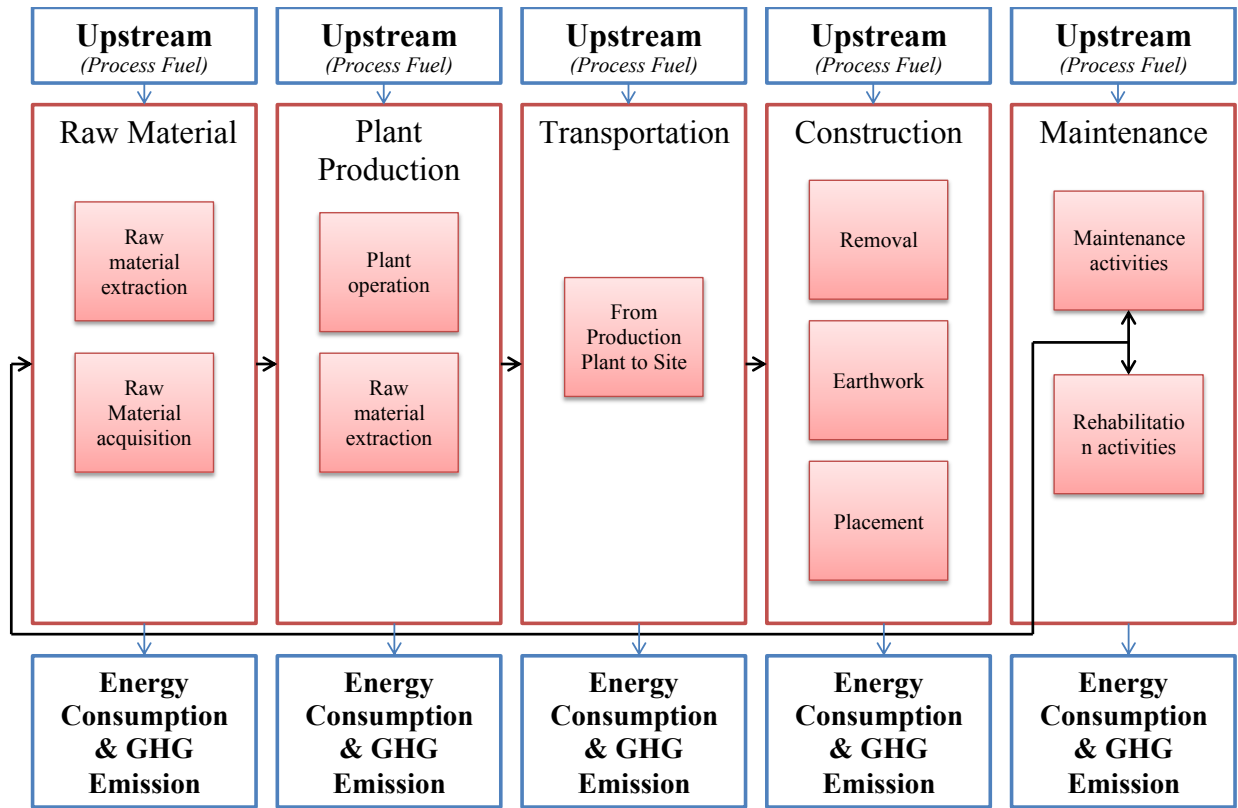 Upstream
(Process Fuel)
Upstream
(Process Fuel)
Upstream
(Process Fuel)
Upstream
(Process Fuel)
Upstream
(Process Fuel)
Raw Material
Raw
material
extraction
Raw
Material
acquisition
Plant
Production
Plant
operation
Raw
material
extraction
Transportation
From
Production
Plant to Site
Construction
Removal
Earthwork
Placement
Maintenance
Maintenance
activities
Rehabilitatio
n activities
Energy
Consumption
& GHG
Emission
Energy
Consumption
& GHG
Emission
Energy
Consumption
& GHG
Emission
Energy
Consumption
& GHG
Emission
Energy
Consumption
& GHG
Emission